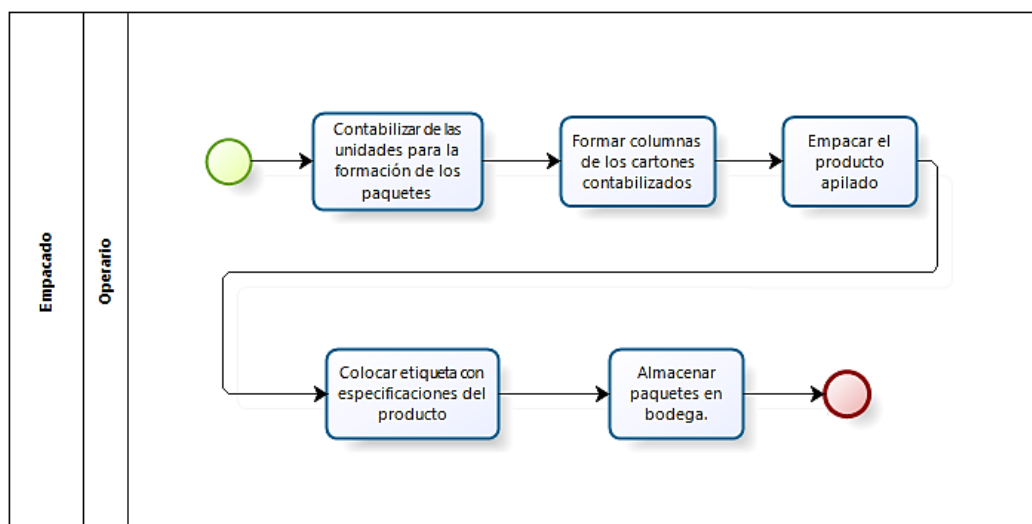 Empacado
Operario
Contabilizar de las
unidades para la
formación de los
paquetes
Formar columnas
de los cartones
contabilizados
Empacar el
producto
apilado
Colocar etiqueta con
especificaciones del
producto
Almacenar
paquetes en
bodega.